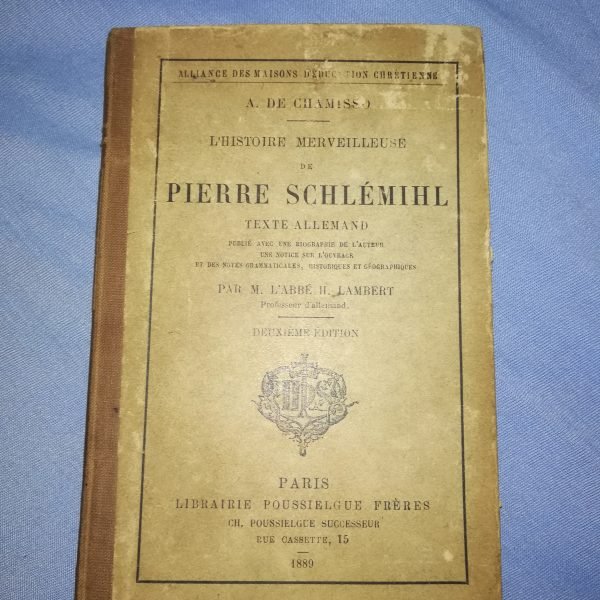 ALLIANCE DES MAISONS D'ÉDUCATION CHRÉTIENNE
A. DE CHAMISSO
L'HISTOIRE MERVEILLEUSE
DE
PIERRE SCHLÉMIHL
TEXTE ALLEMAND
PUBLIÉ AVEC UNE BIOGRAPHIE DE L'AUTEUR
UNE NOTICE SUR L'OUVRAGE
ET DES NOTES GRAMMATICALES, HISTORIQUES ET GÉOGRAPHIQUES
PAR M. L'ABBÉ H. LAMBERT
Professeur d'allemand.
DEUXIÈME ÉDITION
PARIS
LIBRAIRIE POUSSIELGUE FRÈRES
CH. POUSSIELGUE SUCCESSEUR
RUE CASSETTE, 15
1889